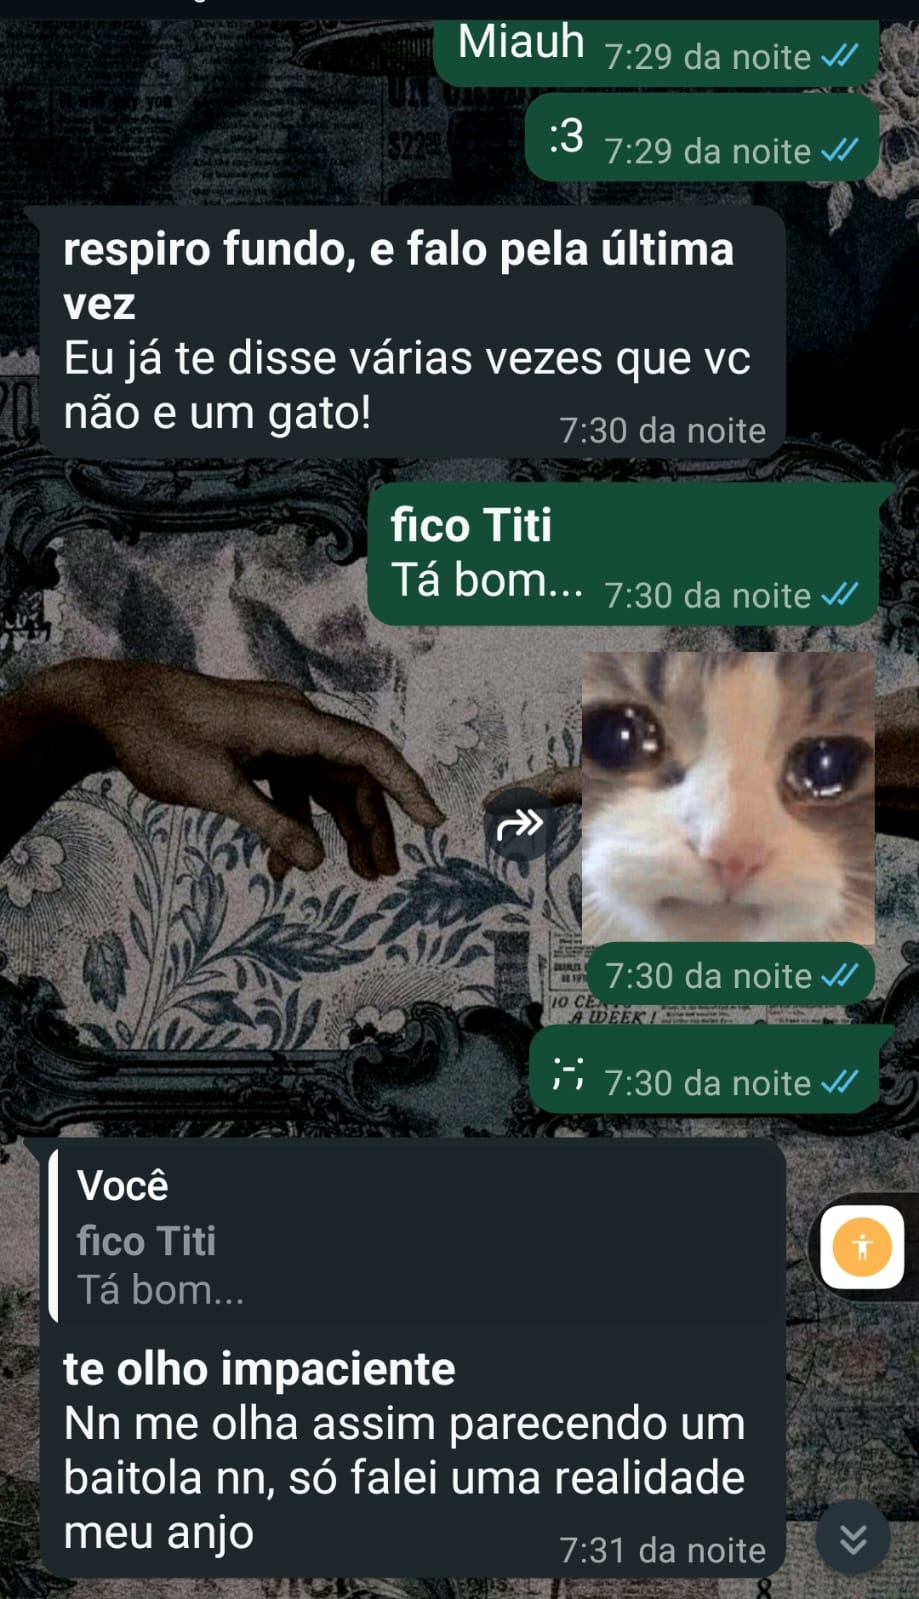 Miauh 7:29 da noite
:3 7:29 da noite
respiro fundo, e falo pela última
vez
Eu já te disse várias vezes que vc
não e um gato!
7:30 da noite
fico Titi
Tá bom... 7:30 da noite
7:30 da noite
10 CE
A WEEK!
;-; 7:30 da noite
Você
fico Titi
Tá bom...
te olho impaciente
Nn me olha assim parecendo um
baitola nn, só falei uma realidade
meu anjo
7:31 da noite